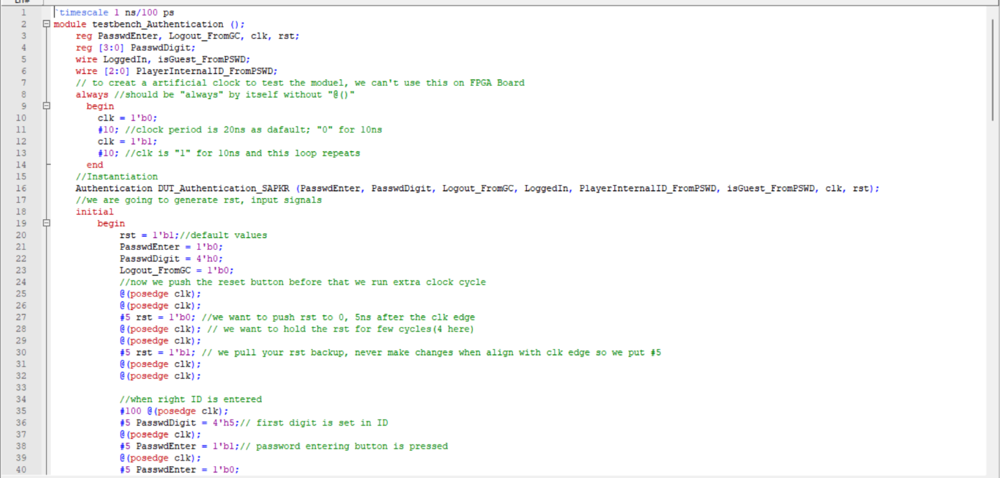 Ln#
1 `timescale 1 ns/100 ps
2 module testbench_Authentication ();
3 reg PasswdEnter, Logout_FromGC, clk, rst;
4 reg [3:0] PasswdDigit;
5 wire LoggedIn, isGuest_FromPSWD;
6 wire [2:0] PlayerInternalID_FromPSWD;
7 // to creat a artificial clock to test the moduel, we can't use this on FPGA Board
8 always //should be "always" by itself without "@()"
9 begin
10 clk = 1'b0;
11 #10; //clock period is 20ns as dafault; "0" for 10ns
12 clk = 1'b1;
13 #10; //clk is "1" for 10ns and this loop repeats
14 end
15 //Instantiation
16 Authentication DUT_Authentication_SAPKR (PasswdEnter, PasswdDigit, Logout_FromGC, LoggedIn, PlayerInternalID_FromPSWD, isGuest_FromPSWD, clk, rst);
17 //we are going to generate rst, input signals
18 initial
19 begin
20 rst = 1'b1;//default values
21 PasswdEnter = 1'b0;
22 PasswdDigit = 4'h0;
23 Logout_FromGC = 1'b0;
24 //now we push the reset button before that we run extra clock cycle
25 @(posedge clk);
26 @(posedge clk);
27 #5 rst = 1'b0; //we want to push rst to 0, 5ns after the clk edge
28 @(posedge clk); // we want to hold the rst for few cycles(4 here)
29 @(posedge clk);
30 #5 rst = 1'b1; // we pull your rst backup, never make changes when align with clk edge so we put #5
31 @(posedge clk);
32 @(posedge clk);
33
34 //when right ID is entered
35 #100 @(posedge clk);
36 #5 PasswdDigit = 4'h5;// first digit is set in ID
37 @(posedge clk);
38 #5 PasswdEnter = 1'b1;// password entering button is pressed
39 @(posedge clk);
40 #5 PasswdEnter = 1'b0;